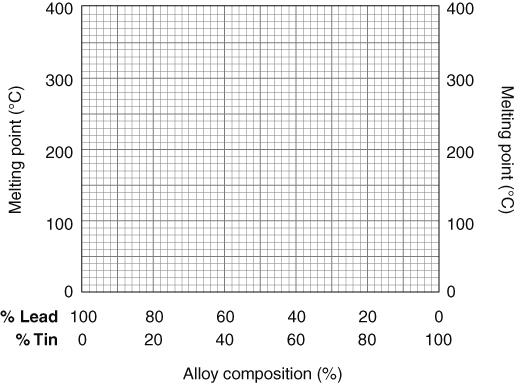 400 400
300 300
200 200
100 100
0 0
Melting point (°C)
Melting point (°C)
% Lead 100 80 60 40 20 0
% Tin 0 20 40 60 80 100
Alloy composition (%)